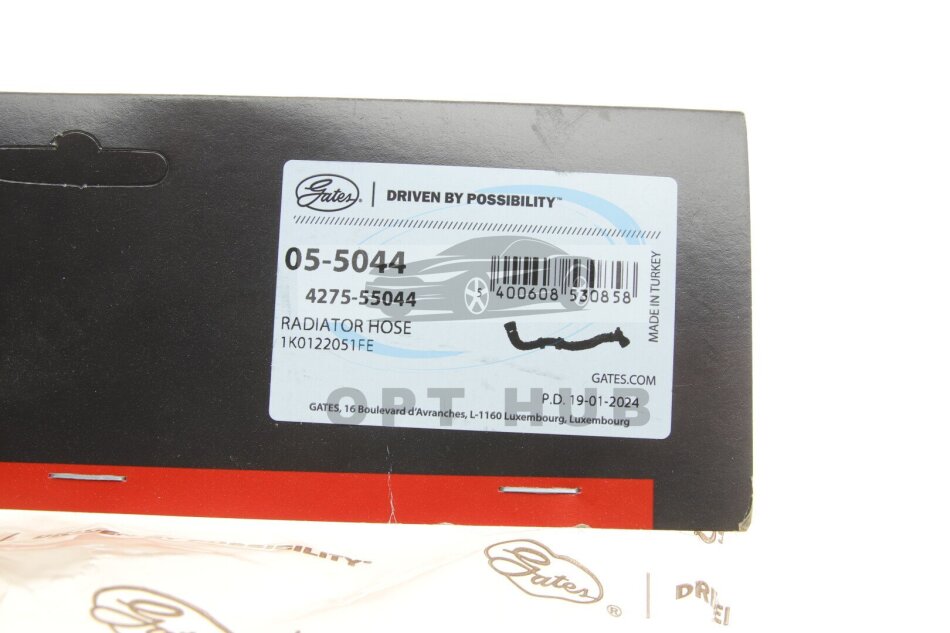 Gates® | DRIVEN BY POSSIBILITY™
05-5044
4275-55044
RADIATOR HOSE
1K0122051FE
5 400608 530858
MADE IN TURKEY
GATES.COM
P.D. 19-01-2024
GATES, 16 Boulevard d'Avranches, L-1160 Luxembourg, Luxembourg
OPT HUB
Gates ®
Gates